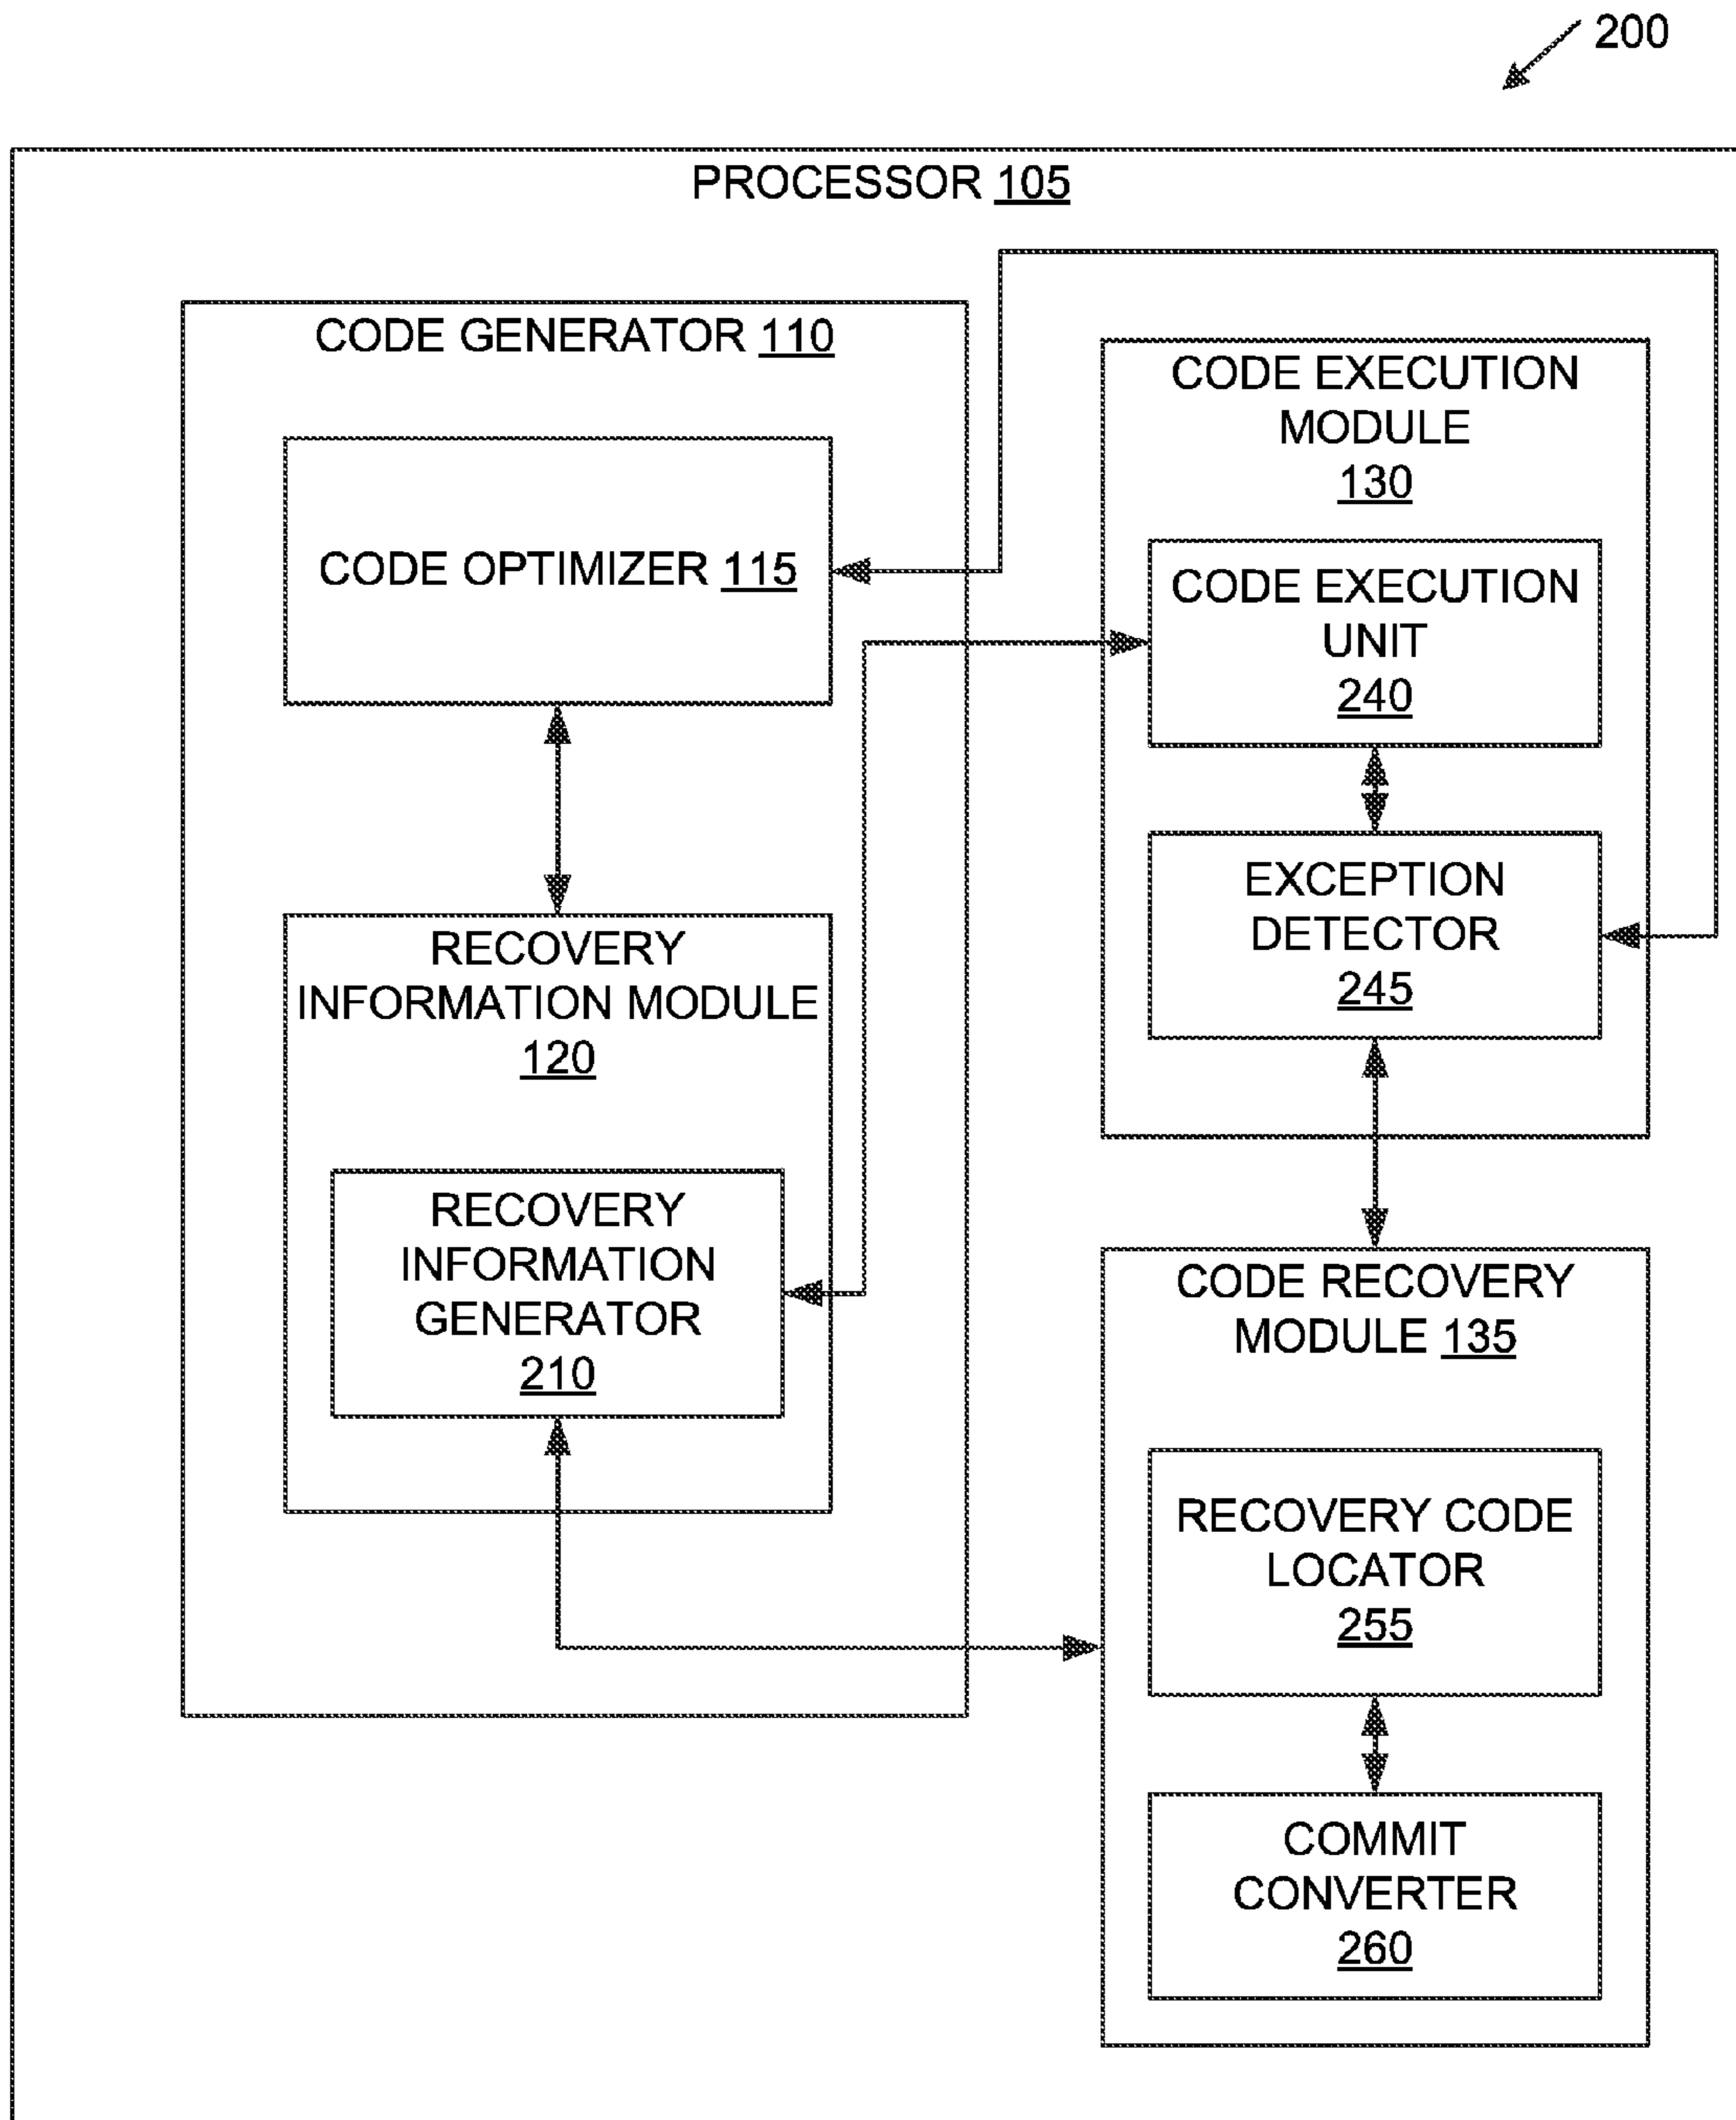 200
PROCESSOR 105
CODE GENERATOR 110
CODE OPTIMIZER 115
RECOVERY
INFORMATION MODULE
120
RECOVERY
INFORMATION
GENERATOR
210
CODE EXECUTION
MODULE
130
CODE EXECUTION
UNIT
240
EXCEPTION
DETECTOR
245
CODE RECOVERY
MODULE 135
RECOVERY CODE
LOCATOR
255
COMMIT
CONVERTER
260